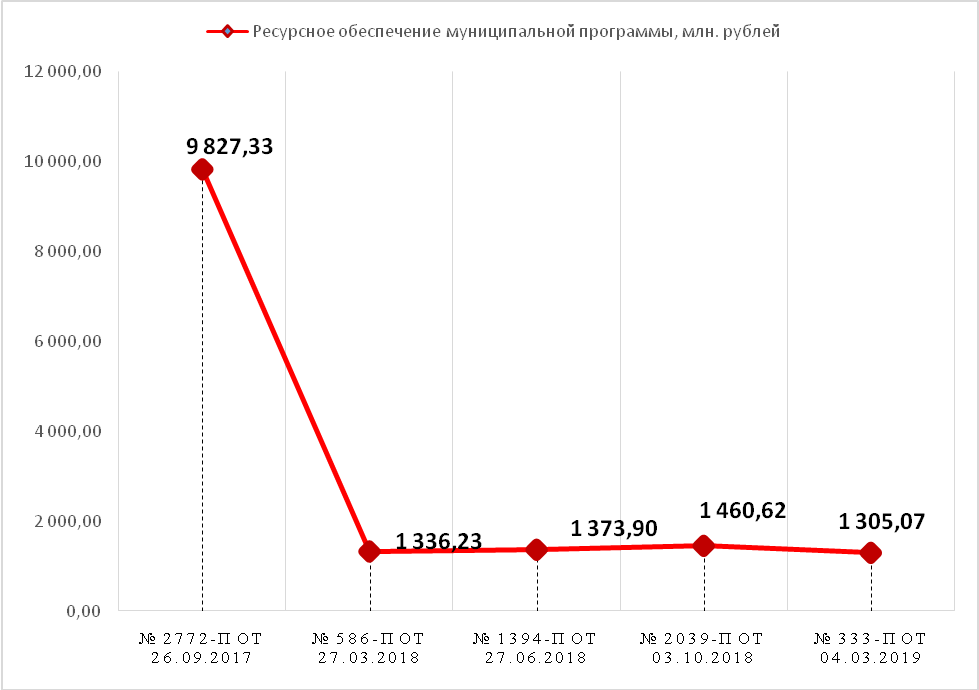 Ресурсное обеспечение муниципальной программы, млн. рублей
12 000,00
10 000,00
8 000,00
6 000,00
4 000,00
2 000,00
0,00
9 827,33
1 336,23
1 373,90
1 460,62
1 305,07
№ 2772-П ОТ
26.09.2017
№ 586-П ОТ
27.03.2018
№ 1394-П ОТ
27.06.2018
№ 2039-П ОТ
03.10.2018
№ 333-П ОТ
04.03.2019